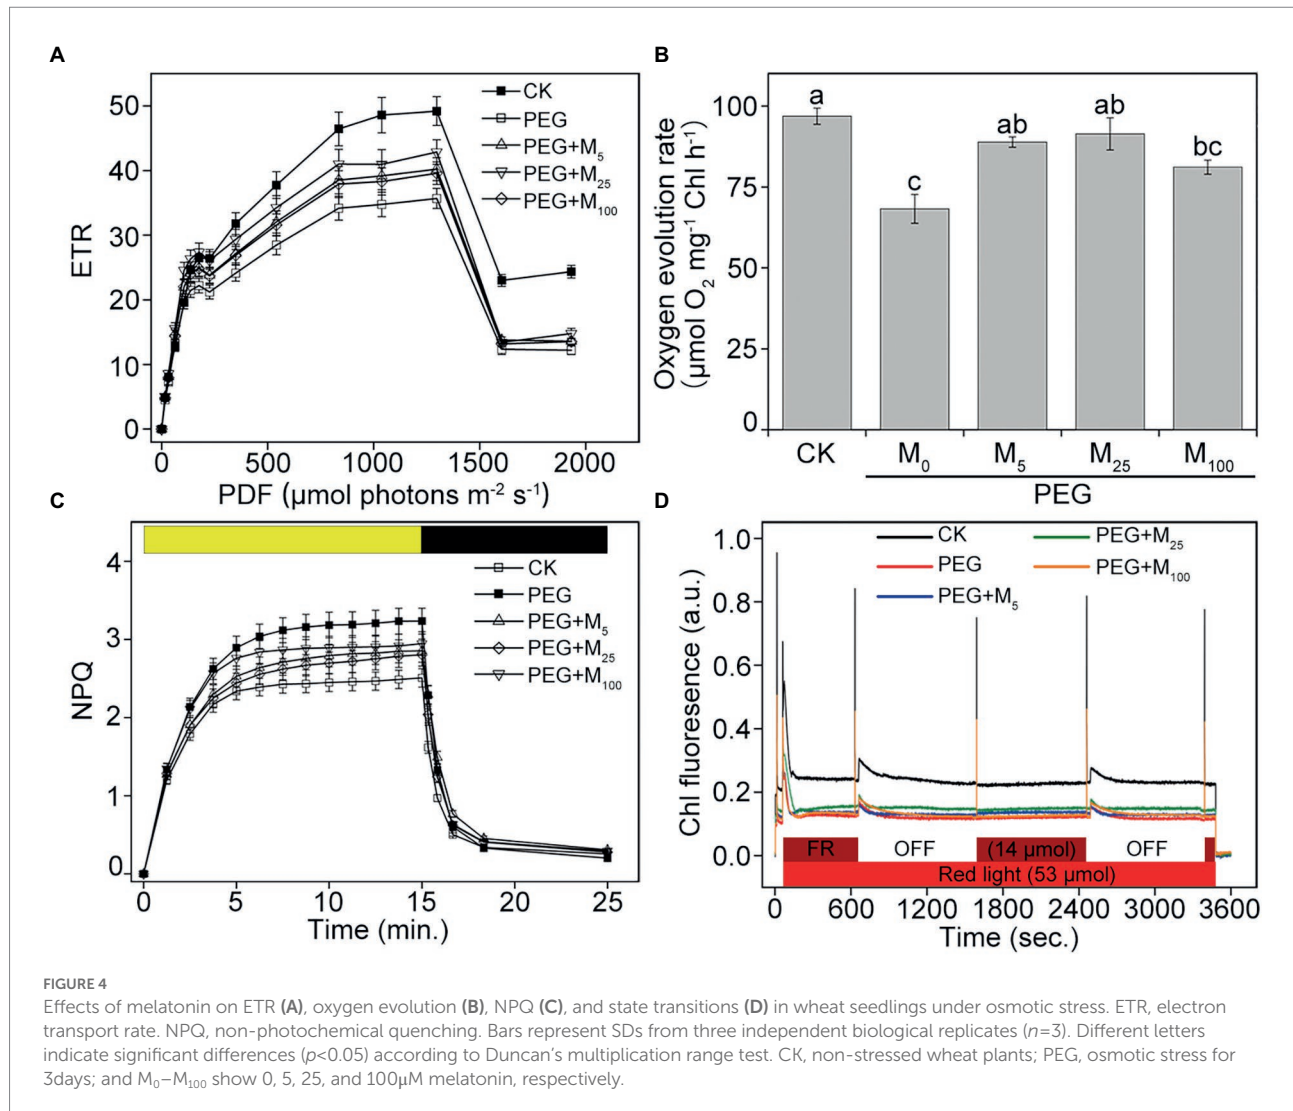 A
ETR
50
40
30
20
10
0
CK
PEG
PEG+M5
PEG+M25
PEG+M100
0
500
1000
1500
2000
PDF (µmol photons m-2 s-1)
B
Oxygen evolution rate
(µmol O2 mg-1 Chl h-1)
100
75
50
25
0
a
c
ab
ab
bc
CK
M0
M5
M25
M100
PEG
C
NPQ
4
3
2
1
0
CK
PEG
PEG+M5
PEG+M25
PEG+M100
0
5
10
15
20
25
Time (min.)
D
Chl fluoresence (a.u.)
1.0
0.8
0.6
0.4
0.2
0.0
CK
PEG
PEG+M5
PEG+M25
PEG+M100
FR
OFF
(14 µmol)
OFF
Red light (53 µmol)
0
600
1200
1800
2400
3000
3600
Time (sec.)
FIGURE 4
Effects of melatonin on ETR (A), oxygen evolution (B), NPQ (C), and state transitions (D) in wheat seedlings under osmotic stress. ETR, electron
transport rate. NPQ, non-photochemical quenching. Bars represent SDs from three independent biological replicates (n=3). Different letters
indicate significant differences (p<0.05) according to Duncan's multiplication range test. CK, non-stressed wheat plants; PEG, osmotic stress for
3days; and M0–M100 show 0, 5, 25, and 100µM melatonin, respectively.